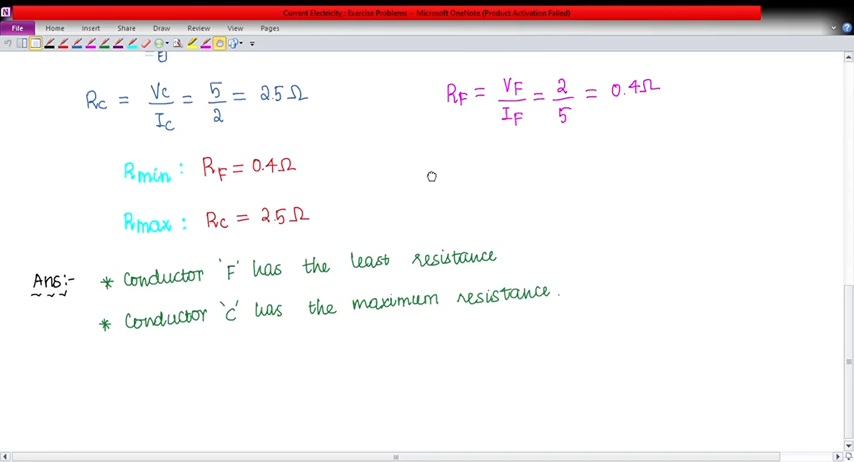 Current Electricity : Exercise Problems - Microsoft OneNote (Product Activation Failed)
File Home Insert Share Draw Review View Pages
RC = VC/IC = 5/2 = 2.5 Ω
RF = VF/IF = 2/5 = 0.4Ω
Rmin : RF = 0.4Ω
Rmax : RC = 2.5 Ω
Ans:- * Conductor 'F' has the least resistance
* Conductor 'C' has the maximum resistance.